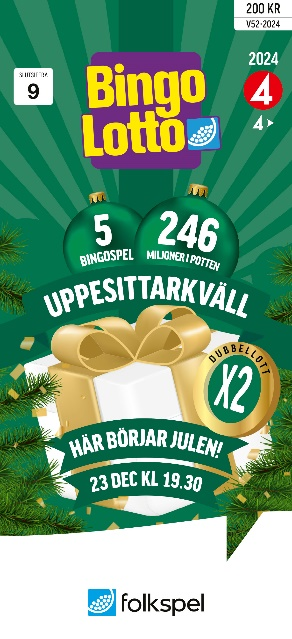 200 KR
V52-2024
SLUTSIFFRA
9
2024
4
4
Bingo
Lotto
5
BINGOSPEL
246
MILJONER I POTTEN
UPPESITTARKVÄLL
DUBBELLOTT
X2
HÄR BÖRJAR JULEN!
23 DEC KL 19.30
folkspel